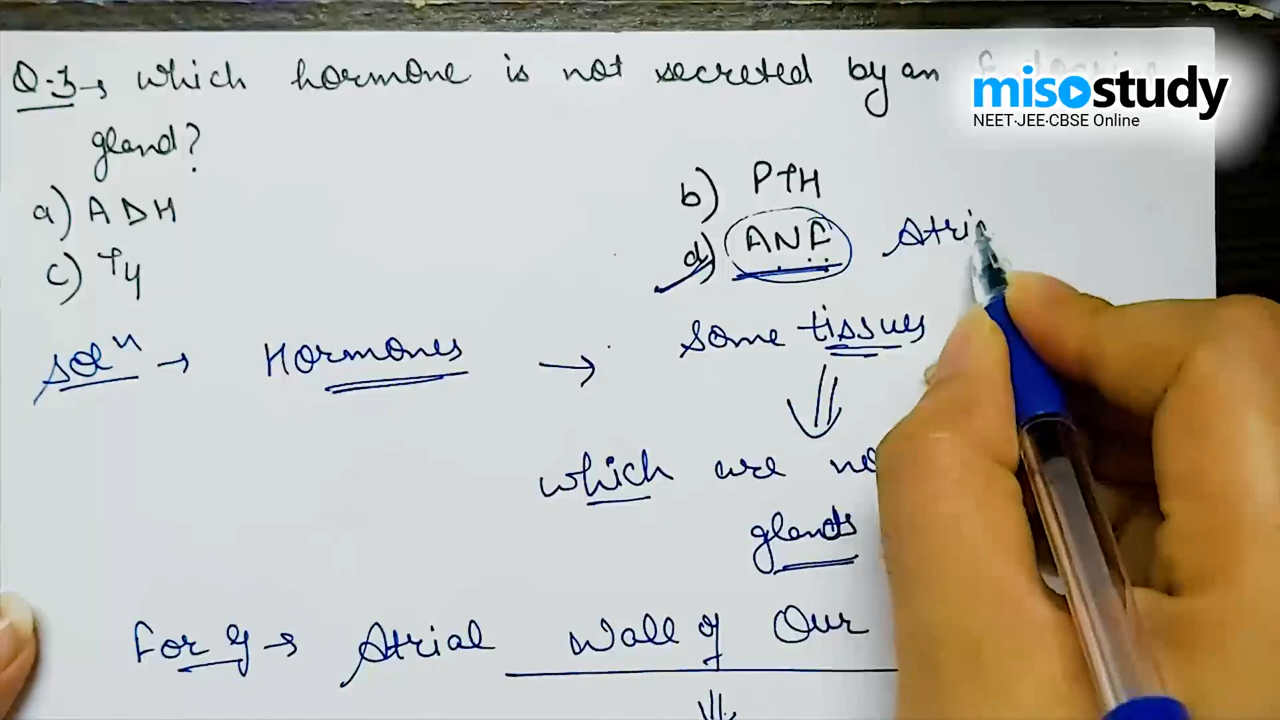 Q.3→ Which hormone is not secreted by an
gland?
a) ADH
b) PTH
c) T4
d) ANF Atri
Soln → Hormones → Some tissues
which are
glands
For eg → Atrial Wall of Our
misostudy
NEET·JEE·CBSE Online